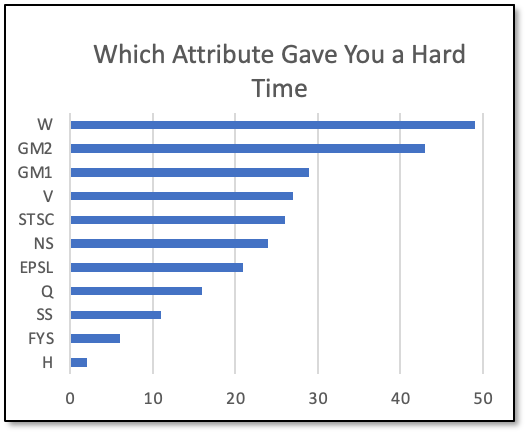 Which Attribute Gave You a Hard
Time
W
GM2
GM1
V
STSC
NS
EPSL
Q
SS
FYS
H
0 10 20 30 40 50